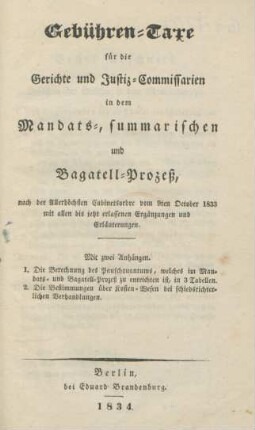 Gebühren-Taxe
für die
Gerichte und Justiz-Commissarien
in dem
Mandats-, summarischen
und
Bagatell-Prozeß,
nach der Allerhöchsten Cabinetsordre vom 9ten October 1833
mit allen bis jetzt erlassenen Ergänzungen und
Erläuterungen.
Mit zwei Anhängen.
1. Die Berechnung des Pauschquantums, welches im Man-
dats- und Bagatell-Prozeß zu entrichten ist, in 3 Tabellen.
2. Die Bestimmungen über Kosten-Wesen bei schiedsrichter-
lichen Verhandlungen.
Berlin,
bei Eduard Brandenburg.
1834.